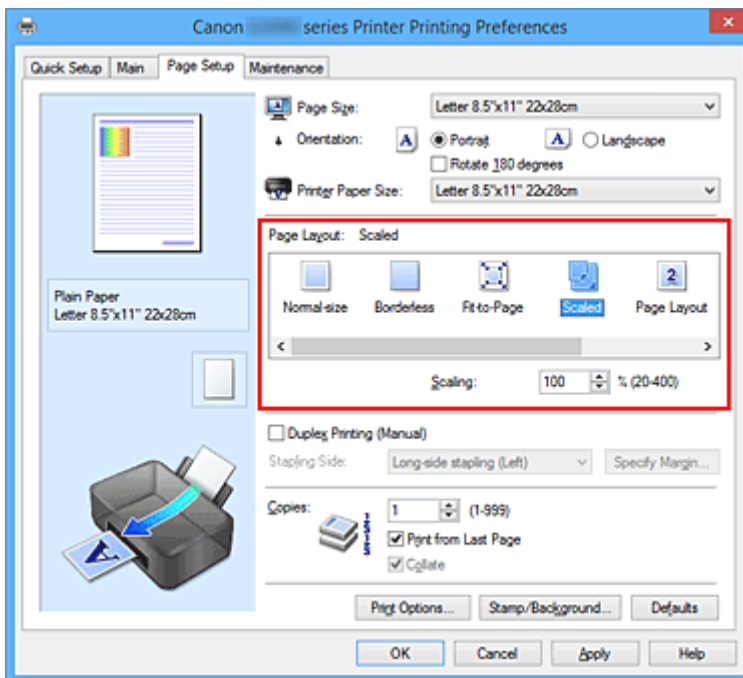 Canon series Printer Printing Preferences
Quick Setup Main Page Setup Maintenance
Page Size: Letter 8.5"x11" 22x28cm
Orientation: A Portrait A Landscape
Rotate 180 degrees
Printer Paper Size: Letter 8.5"x11" 22x28cm
Page Layout: Scaled
Normal-size Borderless Fit-to-Page Scaled 2 Page Layout
Scaling: 100 % (20-400)
Plain Paper
Letter 8.5"x11" 22x28cm
Duplex Printing (Manual)
Stapling Side: Long-side stapling (Left) Specify Margin...
Copies: 1 (1-999)
Print from Last Page
Collate
A
Print Options... Stamp/Background... Defaults
OK Cancel Apply Help